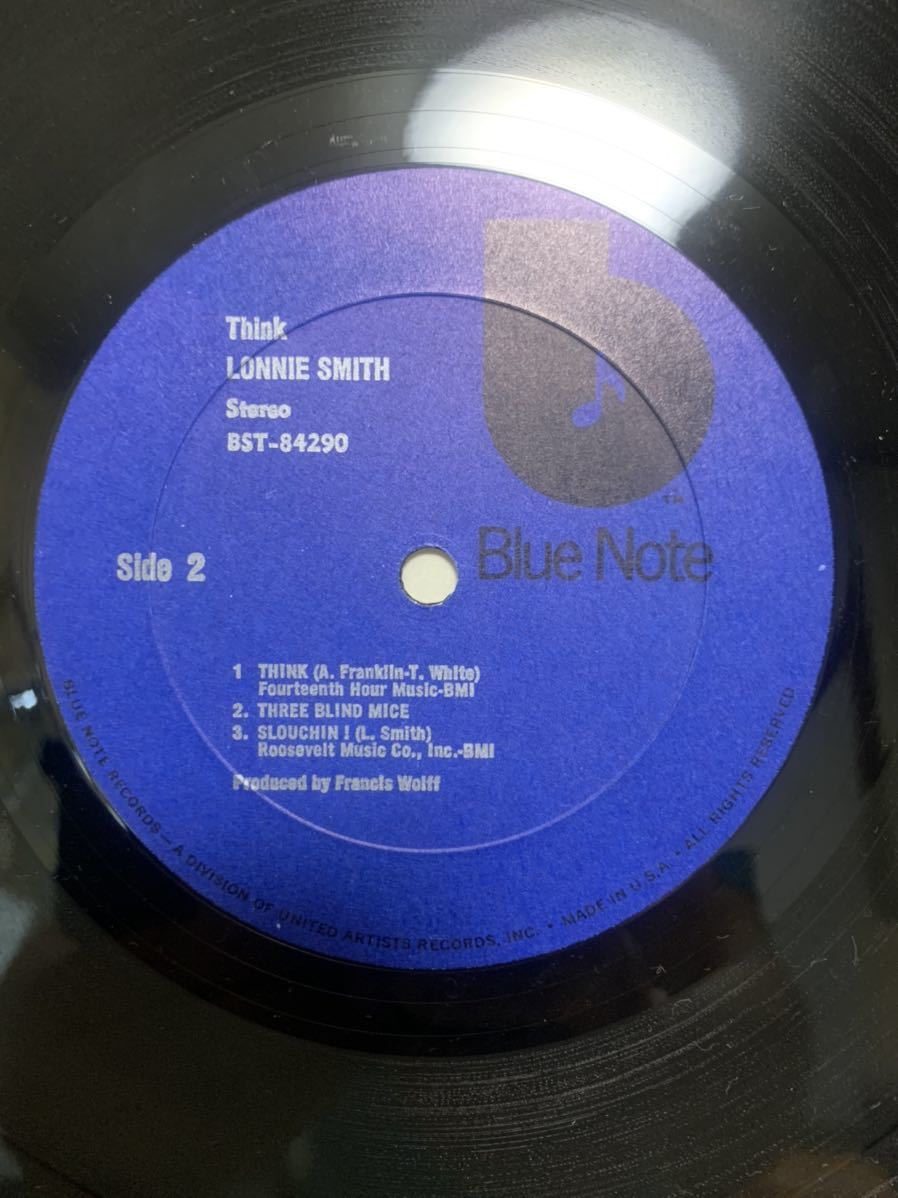 Think
LONNIE SMITH
Stereo
BST-84290
TM
Blue Note
Side 2
1 THINK (A. Franklin-T. White)
Fourteenth Hour Music-BMI
2. THREE BLIND MICE
3. SLOUCHIN ! (L. Smith)
Roosevelt Music Co., Inc.-BMI
Produced by Francis Wolff
BLUE NOTE RECORDS — A DIVISION OF UNITED ARTISTS RECORDS, INC. • MADE IN U.S.A. • ALL RIGHTS RESERVED